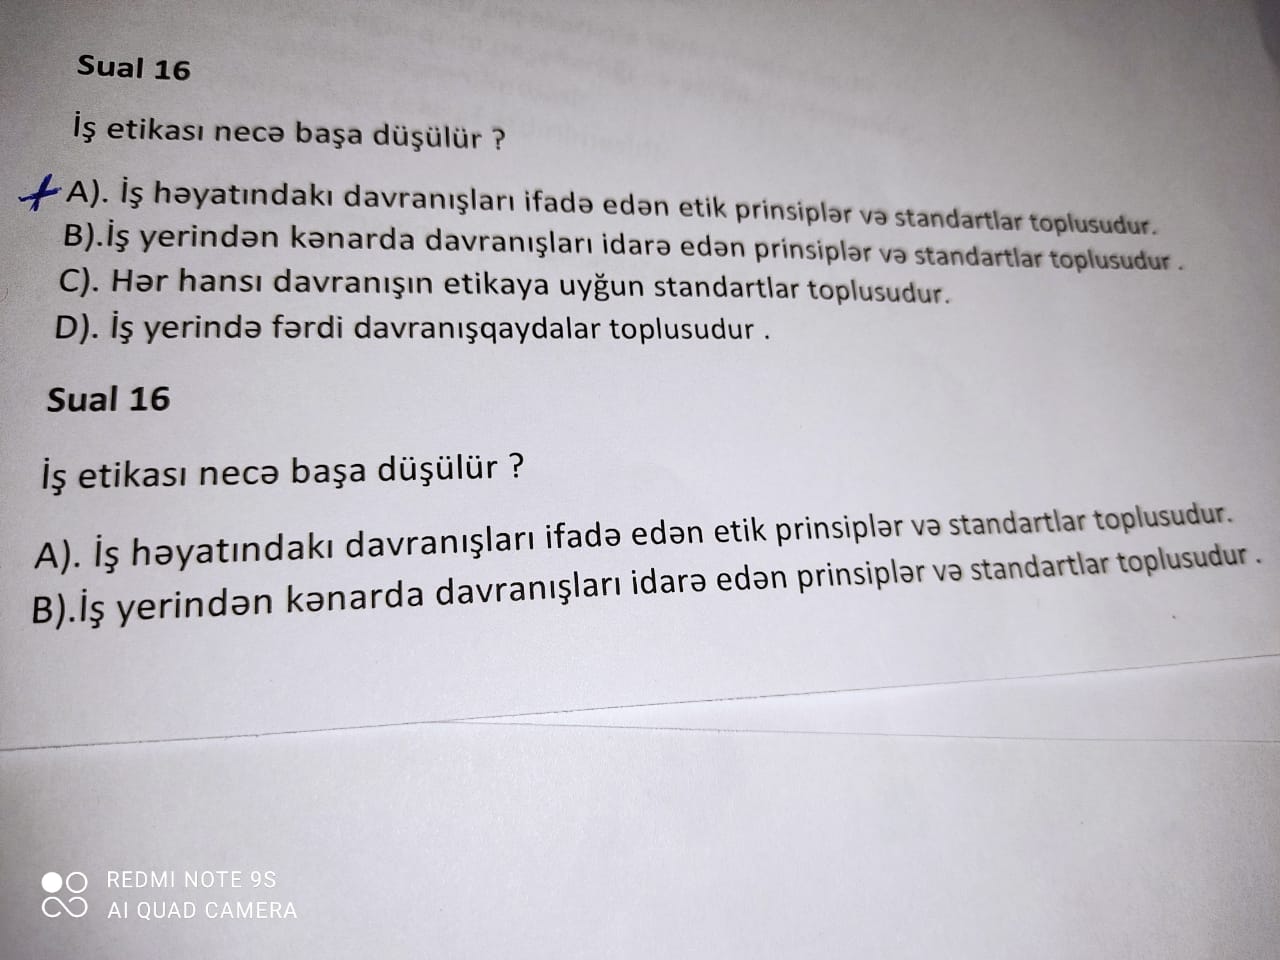 Sual 16
İş etikası necə başa düşülür ?
A). İş həyatındakı davranışları ifadə edən etik prinsiplər və standartlar toplusudur.
B).İş yerindən kənarda davranışları idarə edən prinsiplər və standartlar toplusudur .
C). Hər hansı davranışın etikaya uyğun standartlar toplusudur.
D). İş yerində fərdi davranışqaydalar toplusudur .
Sual 16
İş etikası necə başa düşülür ?
A). İş həyatındakı davranışları ifadə edən etik prinsiplər və standartlar toplusudur.
B).İş yerindən kənarda davranışları idarə edən prinsiplər və standartlar toplusudur .
REDMI NOTE 9S
AI QUAD CAMERA